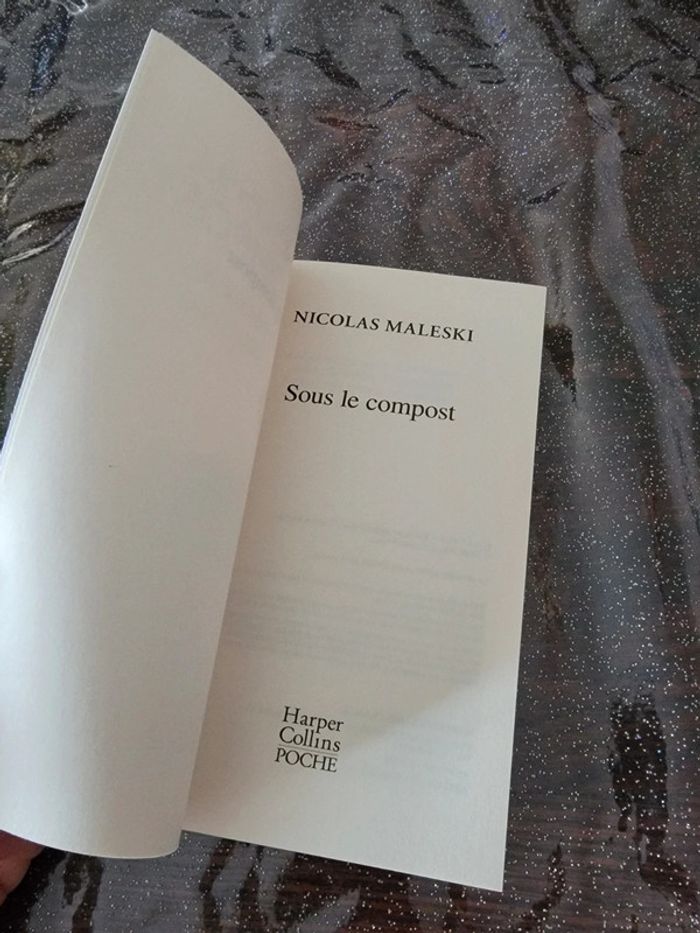 NICOLAS MALESKI
Sous le compost
Harper
Collins
POCHE